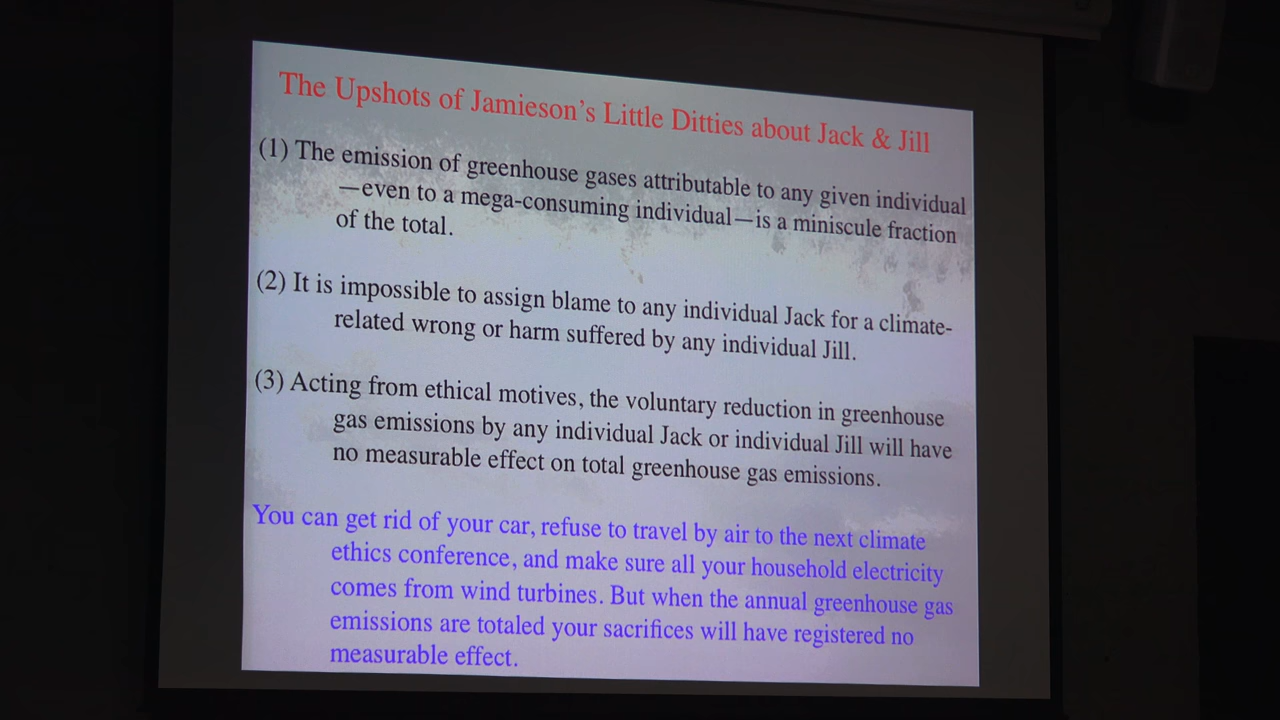 The Upshots of Jamieson's Little Ditties about Jack & Jill
(1) The emission of greenhouse gases attributable to any given individual
—even to a mega-consuming individual—is a miniscule fraction
of the total.
(2) It is impossible to assign blame to any individual Jack for a climate-
related wrong or harm suffered by any individual Jill.
(3) Acting from ethical motives, the voluntary reduction in greenhouse
gas emissions by any individual Jack or individual Jill will have
no measurable effect on total greenhouse gas emissions.
You can get rid of your car, refuse to travel by air to the next climate
ethics conference, and make sure all your household electricity
comes from wind turbines. But when the annual greenhouse gas
emissions are totaled your sacrifices will have registered no
measurable effect.